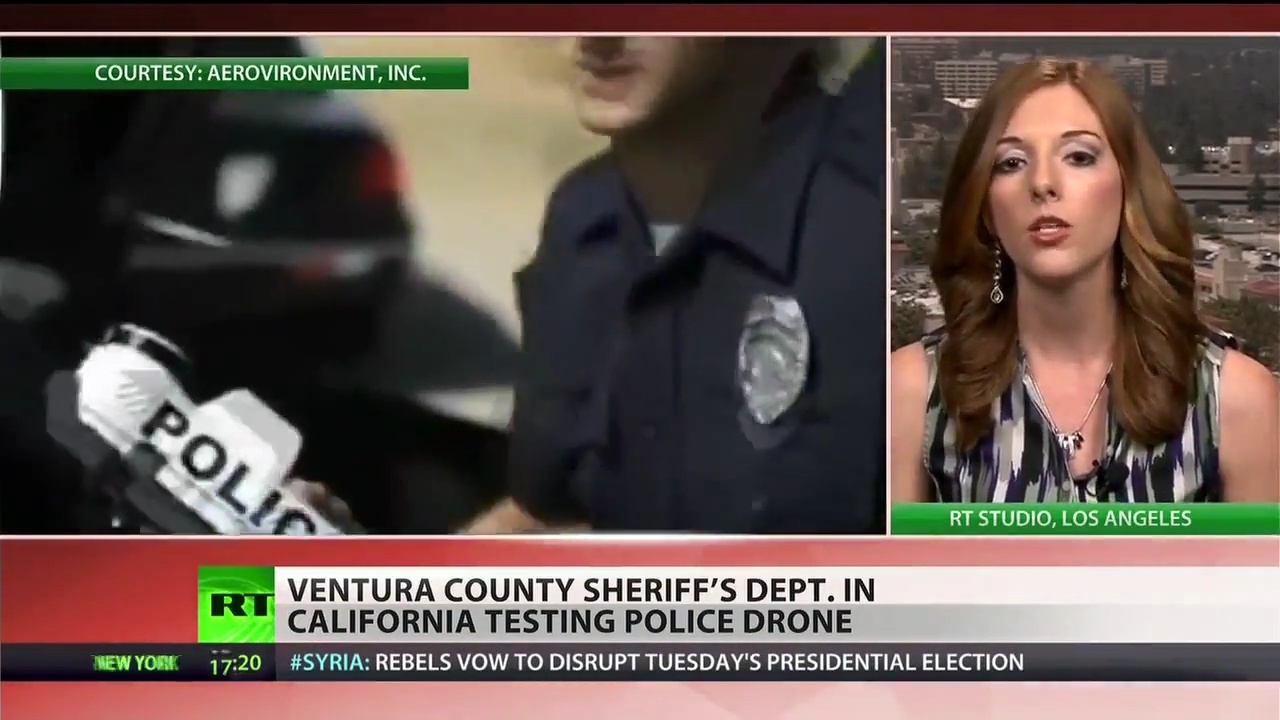 COURTESY: AEROVIRONMENT, INC.
POLIC
RT STUDIO, LOS ANGELES
RT
VENTURA COUNTY SHERIFF'S DEPT. IN
CALIFORNIA TESTING POLICE DRONE
NEW YORK 17:20 #SYRIA: REBELS VOW TO DISRUPT TUESDAY'S PRESIDENTIAL ELECTION